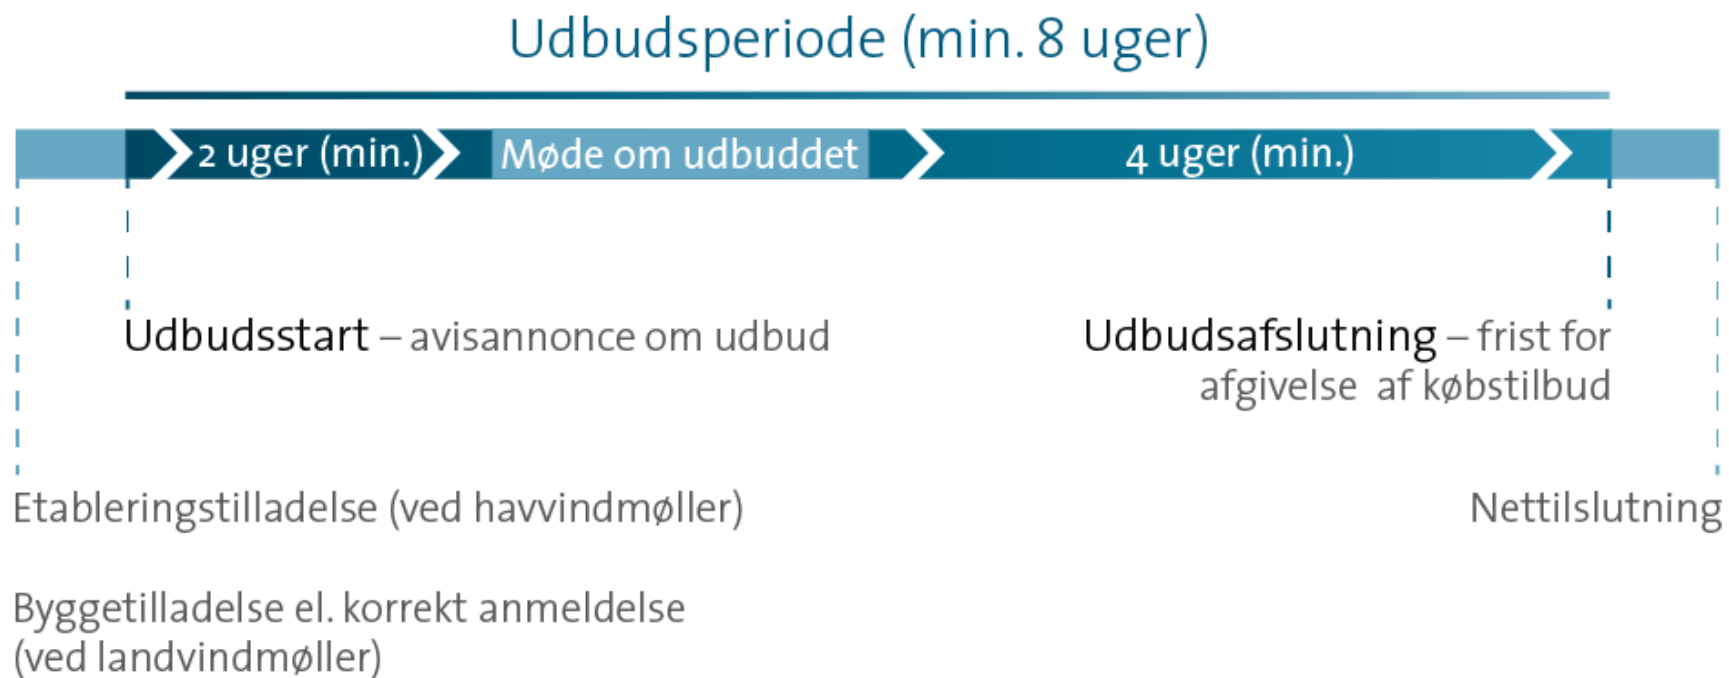 Udbudsperiode (min. 8 uger)
2 uger (min.)
Møde om udbuddet
4 uger (min.)
Udbudsstart – avisannonce om udbud
Udbudsafslutning – frist for
afgivelse af købstilbud
Etableringstilladelse (ved havvindmøller)
Nettilslutning
Byggetilladelse el. korrekt anmeldelse
(ved landvindmøller)